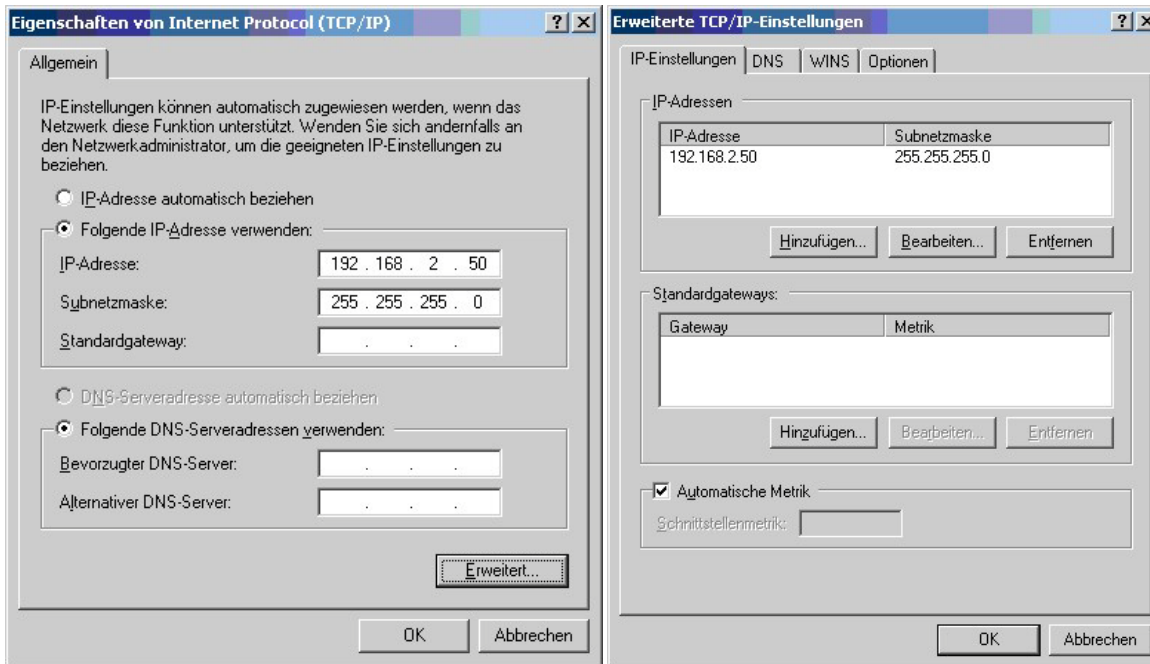 Eigenschaften von Internet Protocol (TCP/IP)
Allgemein
IP-Einstellungen können automatisch zugewiesen werden, wenn das
Netzwerk diese Funktion unterstützt. Wenden Sie sich andernfalls an
den Netzwerkadministrator, um die geeigneten IP-Einstellungen zu
beziehen.
IP-Adresse automatisch beziehen
Folgende IP-Adresse verwenden:
IP-Adresse: 192 . 168 . 2 . 50
Subnetzmaske: 255 . 255 . 255 . 0
Standardgateway: . . .
DNS-Serveradresse automatisch beziehen
Folgende DNS-Serveradressen verwenden:
Bevorzugter DNS-Server: . . .
Alternativer DNS-Server: . . .
Erweitert...
OK Abbrechen
Erweiterte TCP/IP-Einstellungen
IP-Einstellungen DNS WINS Optionen
IP-Adressen
IP-Adresse Subnetzmaske
192.168.2.50 255.255.255.0
Hinzufügen... Bearbeiten... Entfernen
Standardgateways:
Gateway Metrik
Hinzufügen... Bearbeiten... Entfernen
Automatische Metrik
Schnittstellenmetrik:
OK Abbrechen